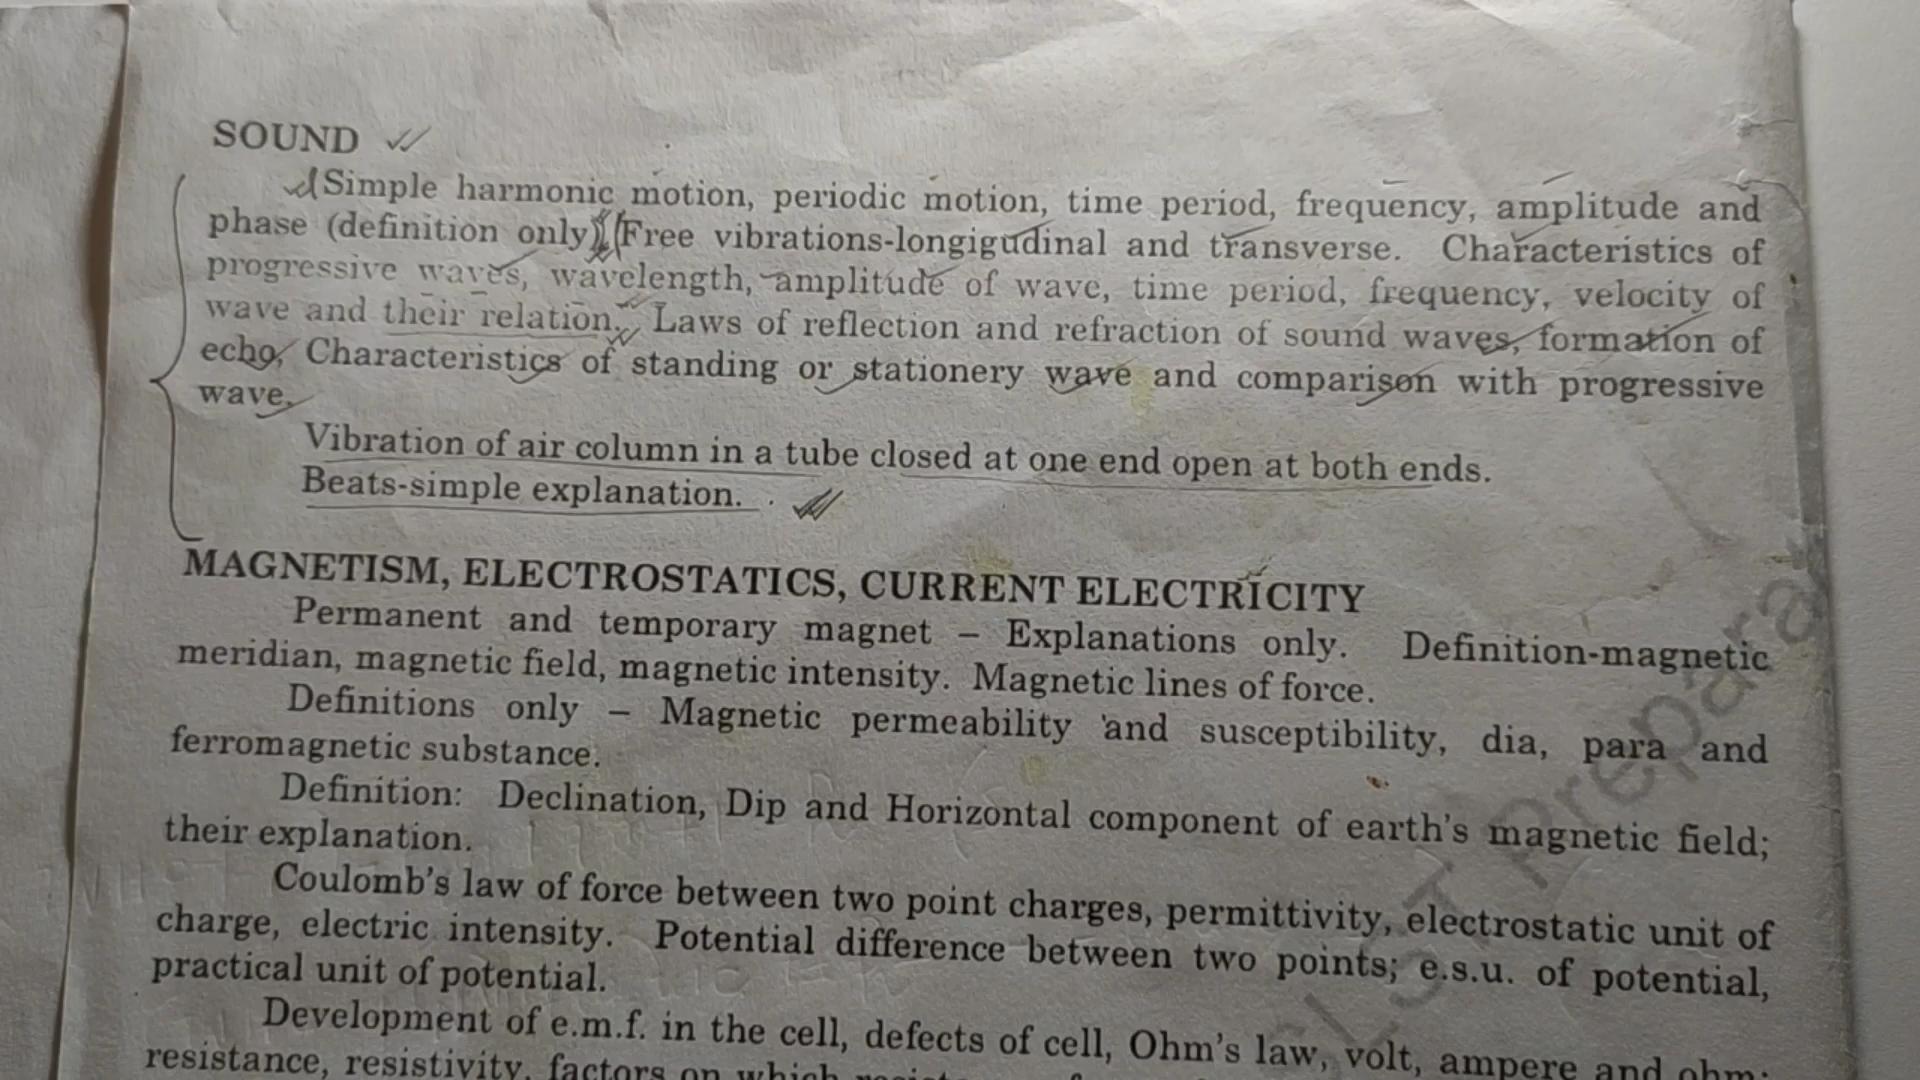 SOUND
Simple harmonic motion, periodic motion, time period, frequency, amplitude and
phase (definition only) (Free vibrations-longigudinal and transverse. Characteristics of
progressive waves, wavelength, amplitude of wave, time period, frequency, velocity of
wave and their relation. Laws of reflection and refraction of sound waves, formation of
echo, Characteristics of standing or stationery wave and comparison with progressive
wave.
Vibration of air column in a tube closed at one end open at both ends.
Beats-simple explanation.
MAGNETISM, ELECTROSTATICS, CURRENT ELECTRICITY
Permanent and temporary magnet – Explanations only. Definition-magnetic
meridian, magnetic field, magnetic intensity. Magnetic lines of force.
Definitions only – Magnetic permeability and susceptibility, dia, para and
ferromagnetic substance.
Definition: Declination, Dip and Horizontal component of earth's magnetic field;
their explanation.
Coulomb's law of force between two point charges, permittivity, electrostatic unit of
charge, electric intensity. Potential difference between two points; e.s.u. of potential,
practical unit of potential.
Development of e.m.f. in the cell, defects of cell, Ohm's law, volt, ampere and ohm;
resistance, resistivity, factors on which